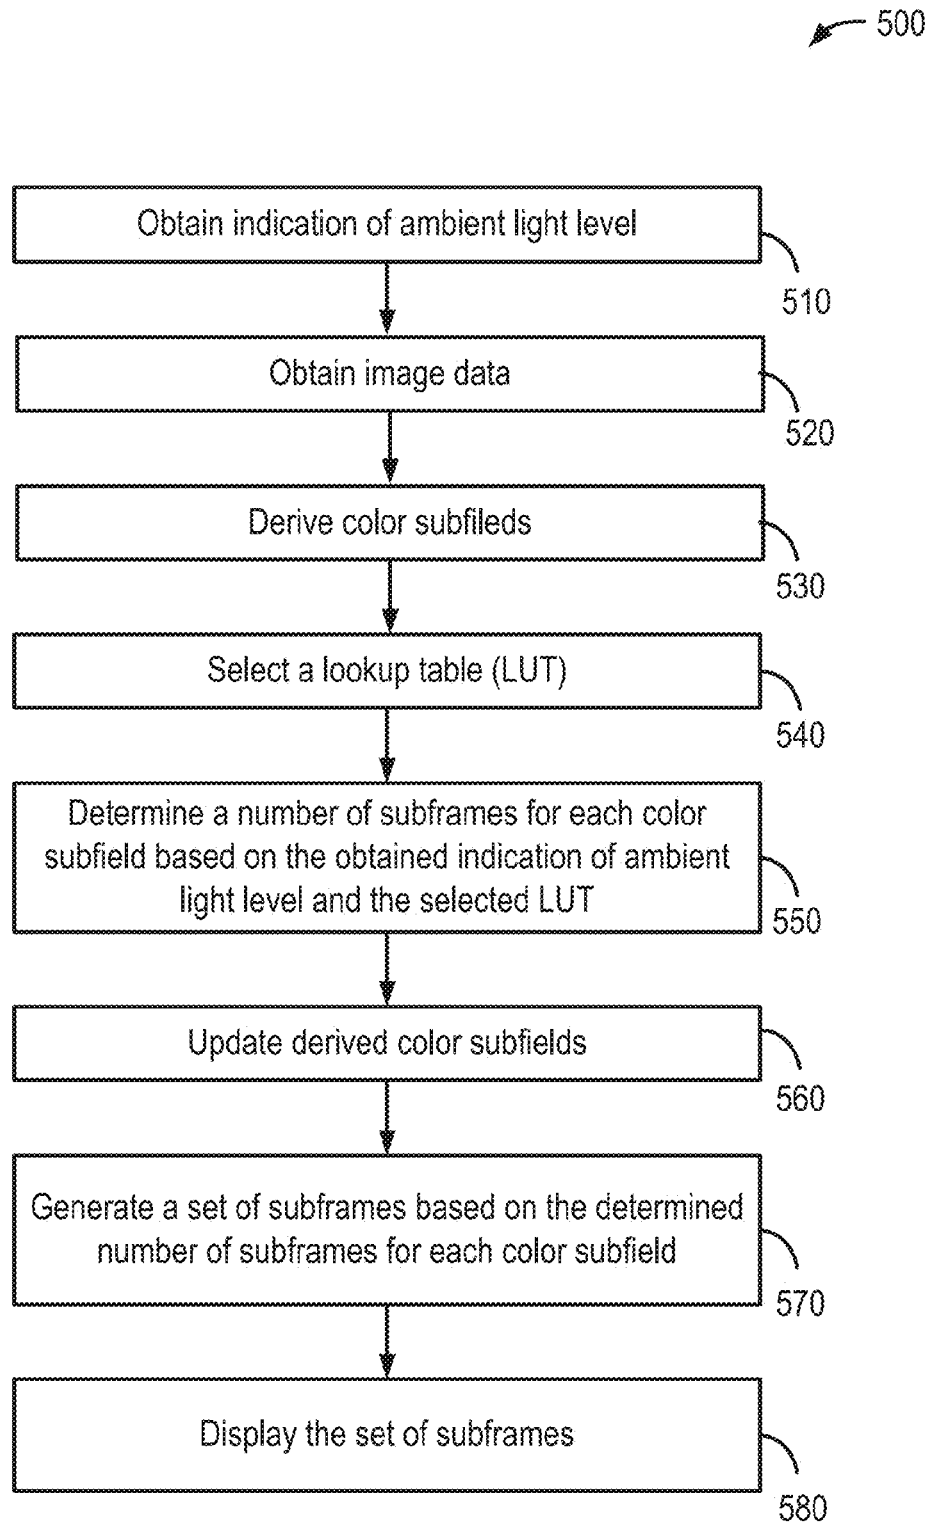 500
Obtain indication of ambient light level
510
Obtain image data
520
Derive color subfileds
530
Select a lookup table (LUT)
540
Determine a number of subframes for each color
subfield based on the obtained indication of ambient
light level and the selected LUT
550
Update derived color subfields
560
Generate a set of subframes based on the determined
number of subframes for each color subfield
570
Display the set of subframes
580